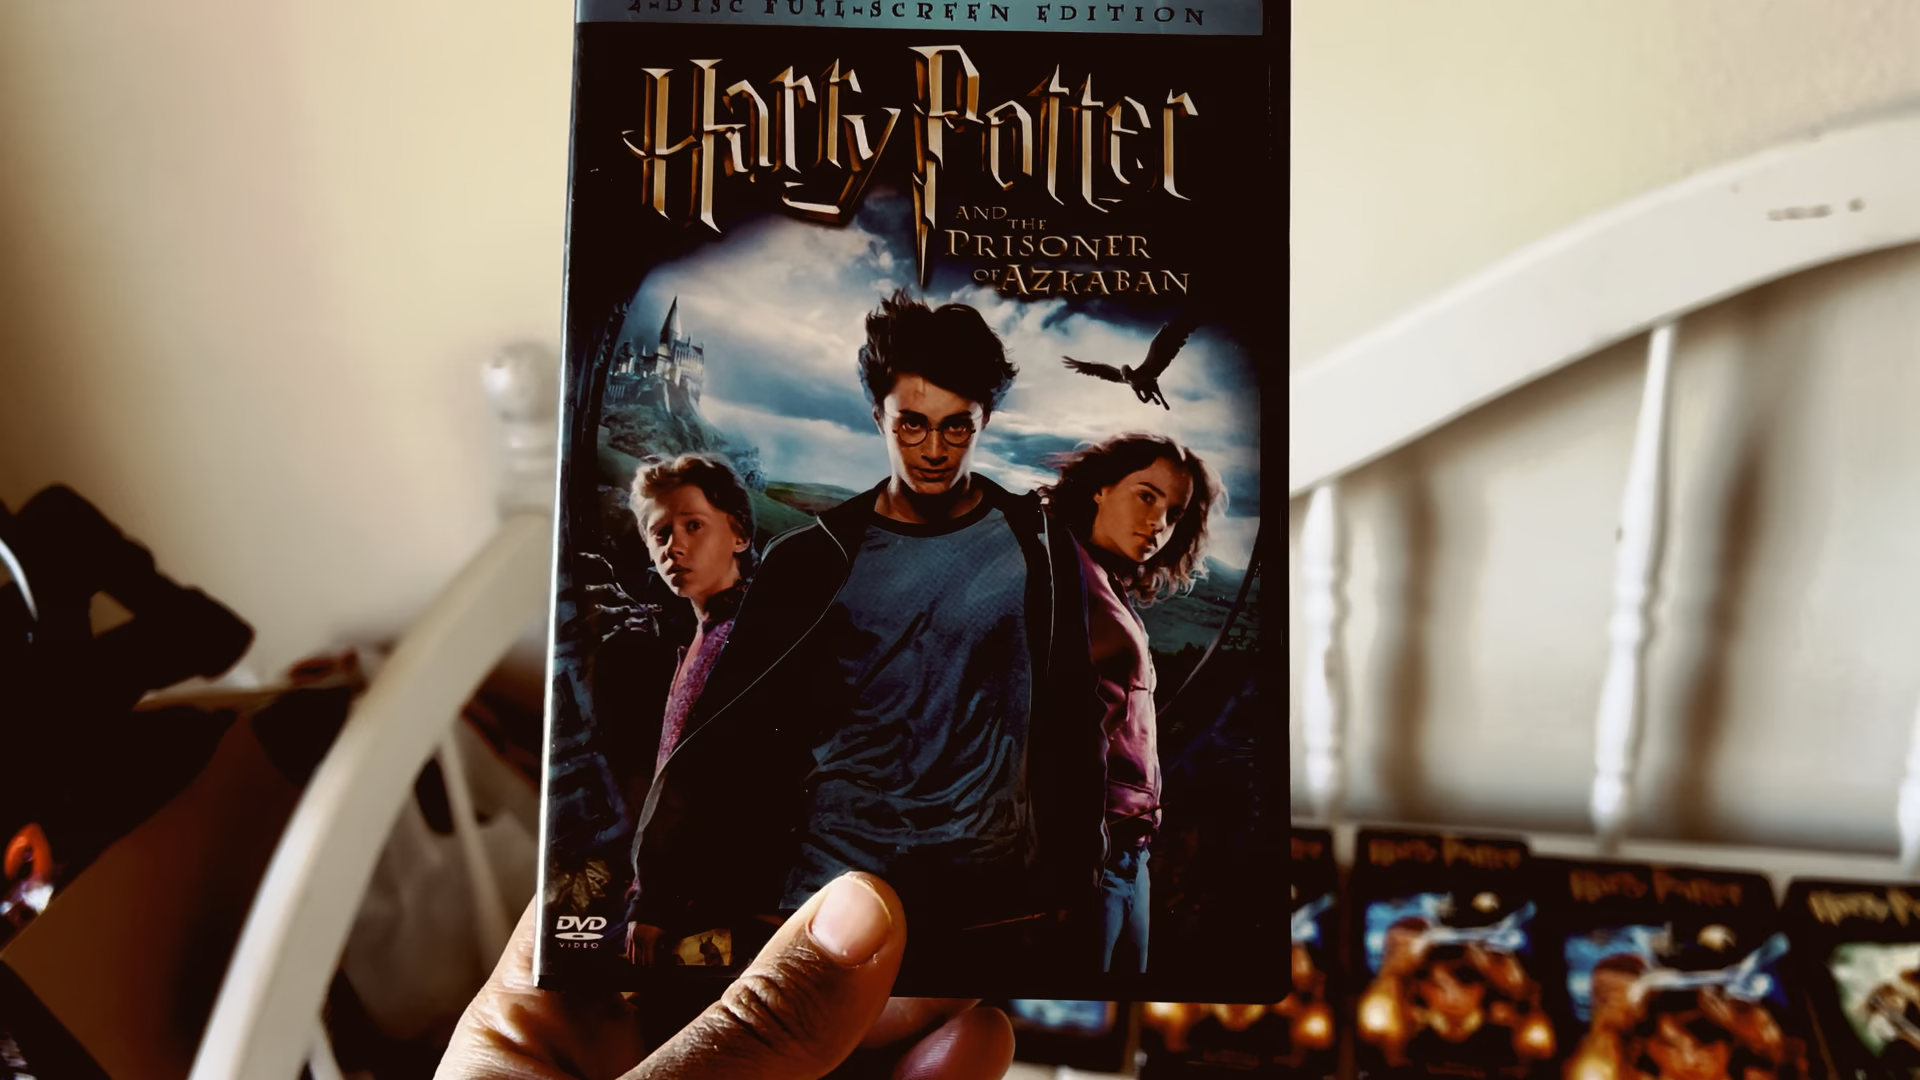 2-DISC FULL-SCREEN EDITION
Harry Potter
AND THE
PRISONER
OF AZKABAN
DVD
VIDEO
Harry Potter
Harry Potter
Harry Po